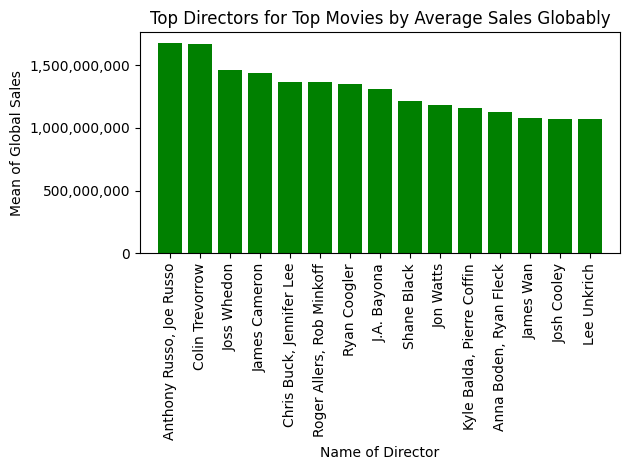 Top Directors for Top Movies by Average Sales Globably
Mean of Global Sales
1,500,000,000
1,000,000,000
500,000,000
0
Anthony Russo, Joe Russo
Colin Trevorrow
Joss Whedon
James Cameron
Chris Buck, Jennifer Lee
Roger Allers, Rob Minkoff
Ryan Coogler
J.A. Bayona
Shane Black
Jon Watts
Kyle Balda, Pierre Coffin
Anna Boden, Ryan Fleck
James Wan
Josh Cooley
Lee Unkrich
Name of Director